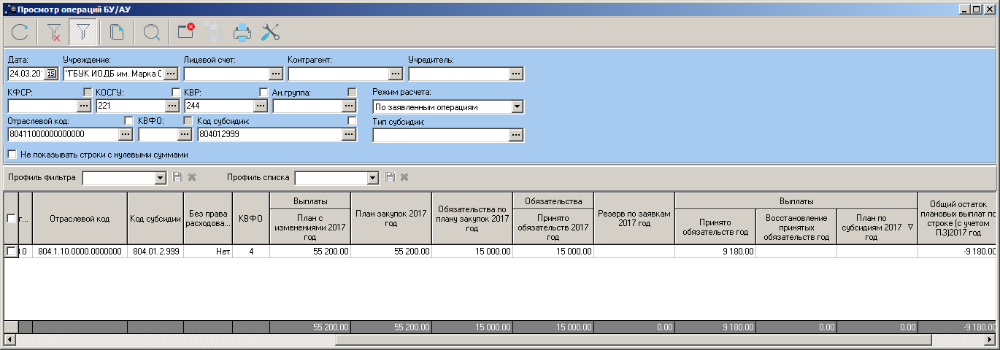 Просмотр операций БУ/АУ
Дата: Учреждение: Лицевой счет: Контрагент: Учредитель:
24.03.20 15 "ГБУК ИОДБ им. Марка С
КФСР: КОСГУ: КВР: Ан.группа: Режим расчета:
221 244 По заявленным операциям
Отраслевой код: КВФО: Код субсидии: Тип субсидии:
80411000000000000 804012999
Не показывать строки с нулевыми суммами
Профиль фильтра Профиль списка
Выплаты Обязательства Выплаты
г... Отраслевой код Код субсидии Без права расходова... КВФО План с изменениями 2017 год План закупок 2017 год Обязательства по плану закупок 2017 год Принято обязательств 2017 год Резерв по заявкам 2017 год Принято обязательств год Восстановление принятых обязательств год План по субсидиям 2017 год Общий остаток плановых выплат по строке (с учетом ПЗ)2017 год
.0 804.1.10.0000.0000000 804.01.2.999 Нет 4 55 200.00 55 200.00 15 000.00 15 000.00 9 180.00 -9 180.00
55 200.00 55 200.00 15 000.00 15 000.00 0.00 9 180.00 0.00 0.00 -9 180.00